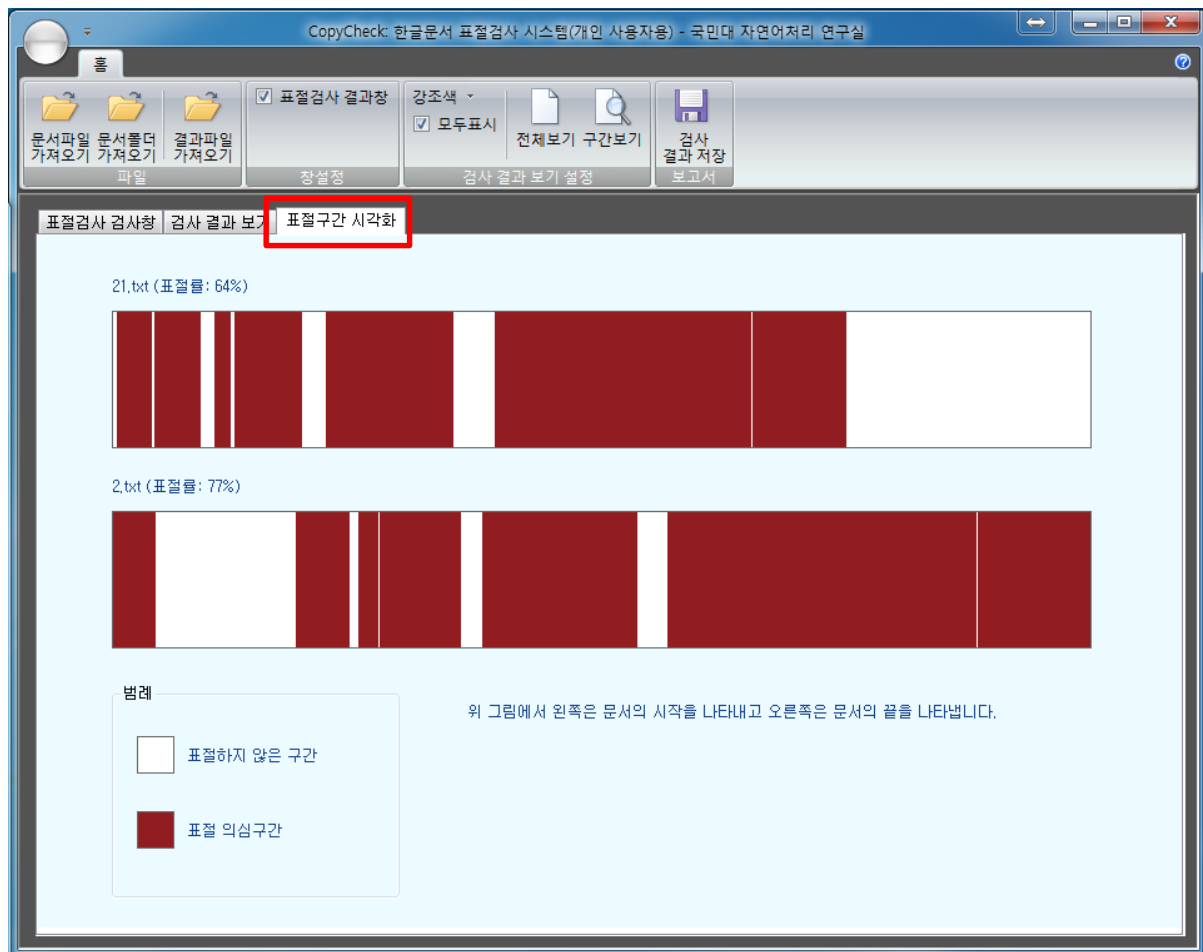 CopyCheck: 한글문서 표절검사 시스템(개인 사용자용) - 국민대 자연어처리 연구실
홈
문서파일 가져오기
문서폴더 가져오기
결과파일 가져오기
파일
표절검사 결과창
창설정
강조색
모두표시
전체보기
구간보기
검사 결과 보기 설정
검사 결과 저장
보고서
표절검사 검사창
검사 결과 보기
표절구간 시각화
21.txt (표절률: 64%)
2.txt (표절률: 77%)
범례
표절하지 않은 구간
표절 의심구간
위 그림에서 왼쪽은 문서의 시작을 나타내고 오른쪽은 문서의 끝을 나타냅니다.